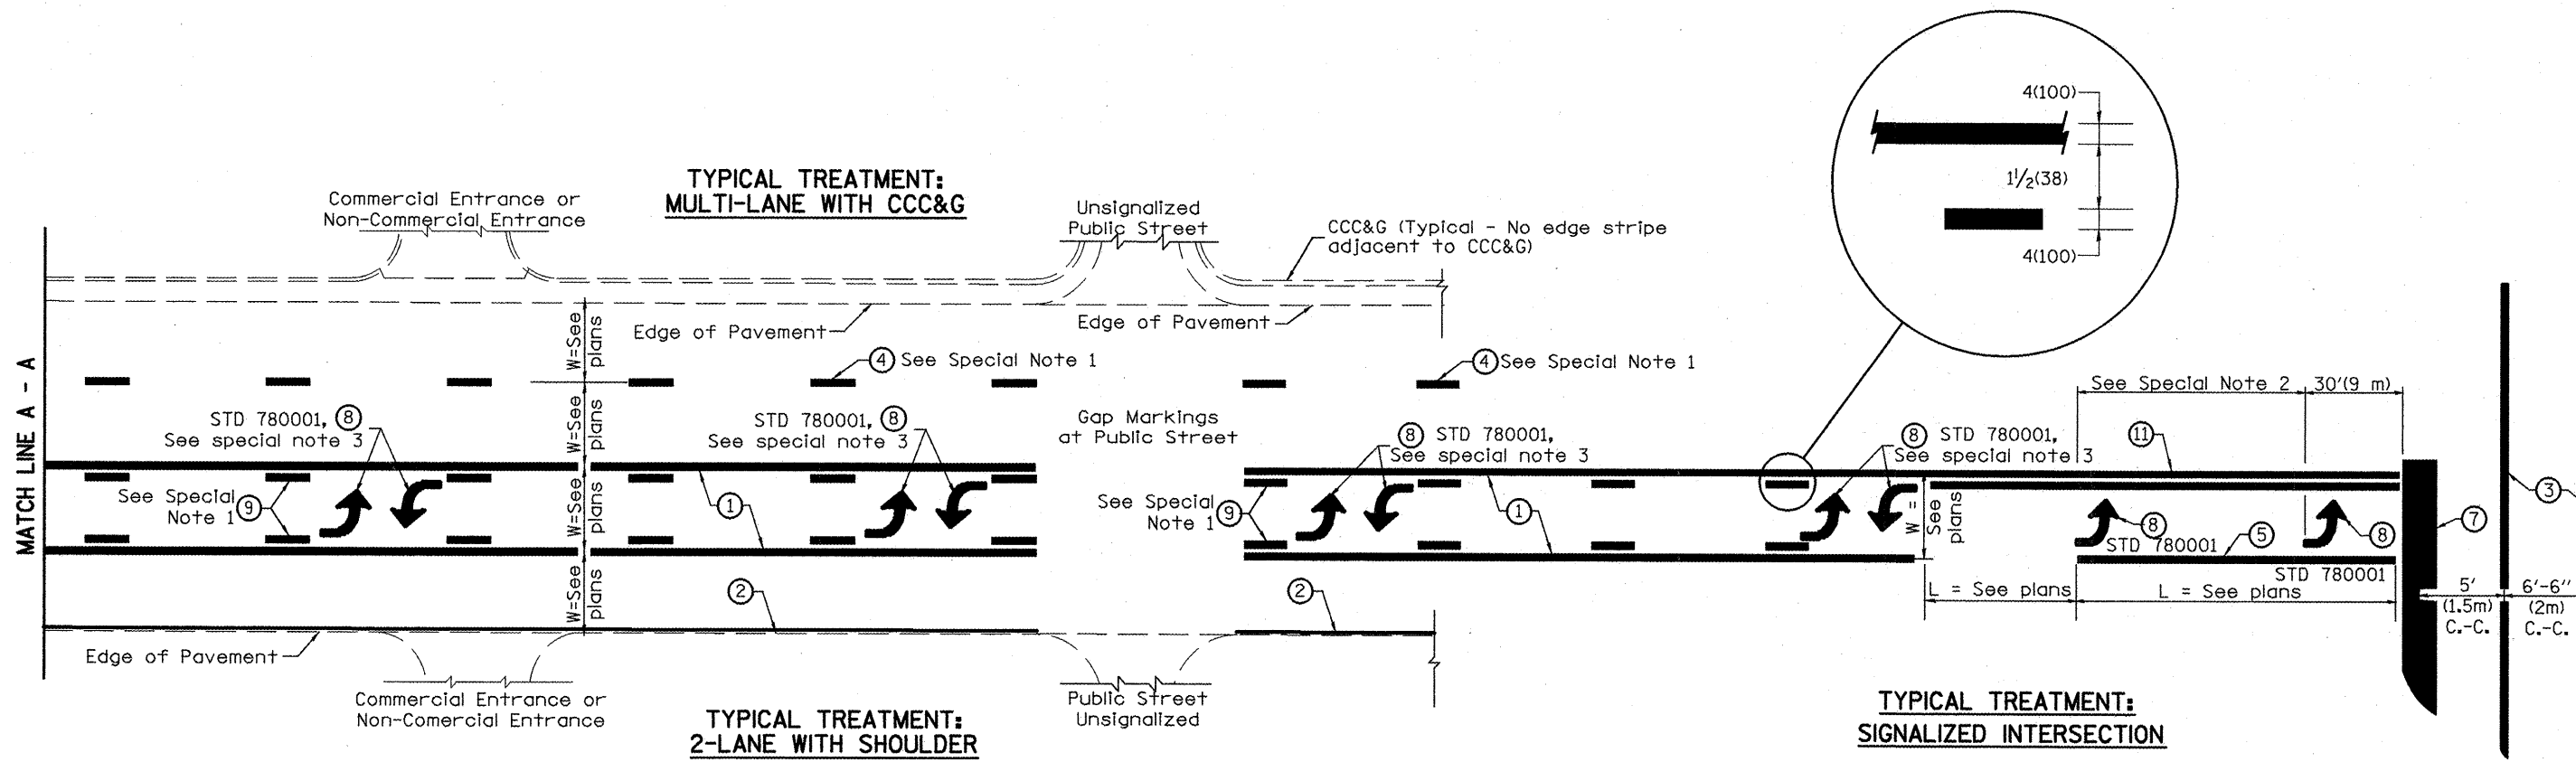 TYPICAL TREATMENT:
MULTI-LANE WITH CCC&G
Commercial Entrance or
Non-Commercial Entrance
Unsignalized
Public Street
CCC&G (Typical - No edge stripe
adjacent to CCC&G)
4(100)
1 1/2(38)
4(100)
MATCH LINE A - A
W=See
plans
Edge of Pavement
Edge of Pavement
4 See Special Note 1
4 See Special Note 1
W=See
plans
STD 780001, 8
See special note 3
STD 780001, 8
See special note 3
Gap Markings
at Public Street
8 STD 780001,
See special note 3
8 STD 780001,
See special note 3
See Special Note 2
30'(9 m)
11
See Special
Note 1
9
W=See
plans
1
See Special
Note 1
9
1
W =
See
plans
8
STD 780001
5
8
7
3
STD 780001
L = See plans
L = See plans
5'
(1.5m)
C.-C.
6'-6"
(2m)
C.-C.
W=See
plans
2
2
Edge of Pavement
Commercial Entrance or
Non-Comercial Entrance
Public Street
Unsignalized
TYPICAL TREATMENT:
2-LANE WITH SHOULDER
TYPICAL TREATMENT:
SIGNALIZED INTERSECTION